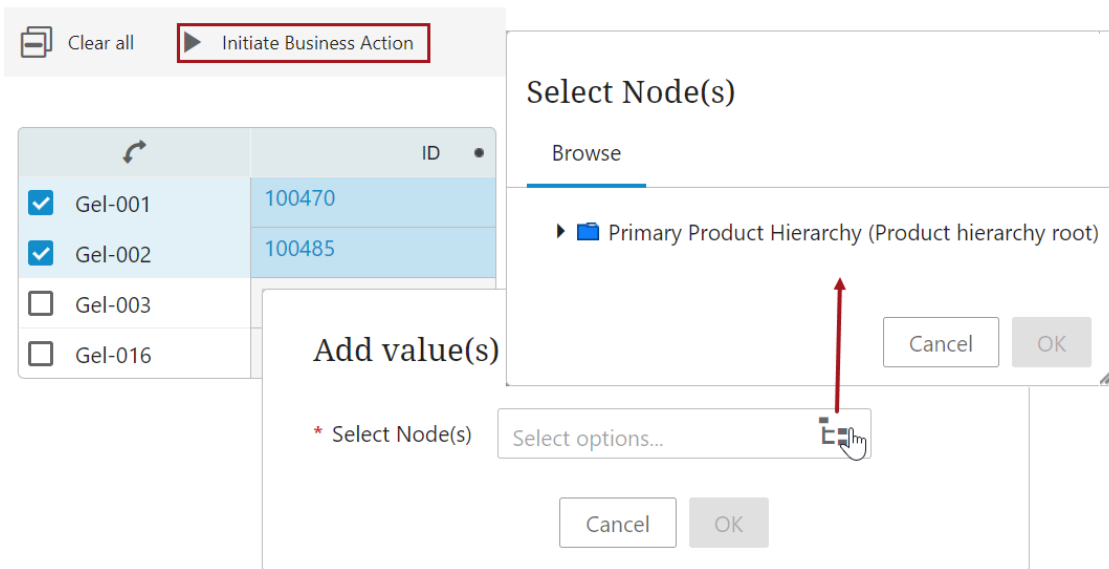 Clear all
Initiate Business Action
ID
Gel-001
100470
Gel-002
100485
Gel-003
Gel-016
Select Node(s)
Browse
Primary Product Hierarchy (Product hierarchy root)
Cancel
OK
Add value(s)
* Select Node(s)
Select options...
Cancel
OK